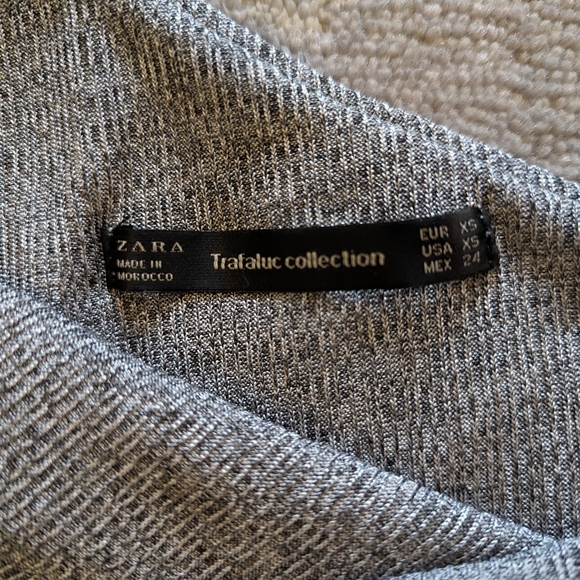 ZARA
MADE IN
MOROCCO
Trafaluc collection
EUR XS
USA XS
MEX 24